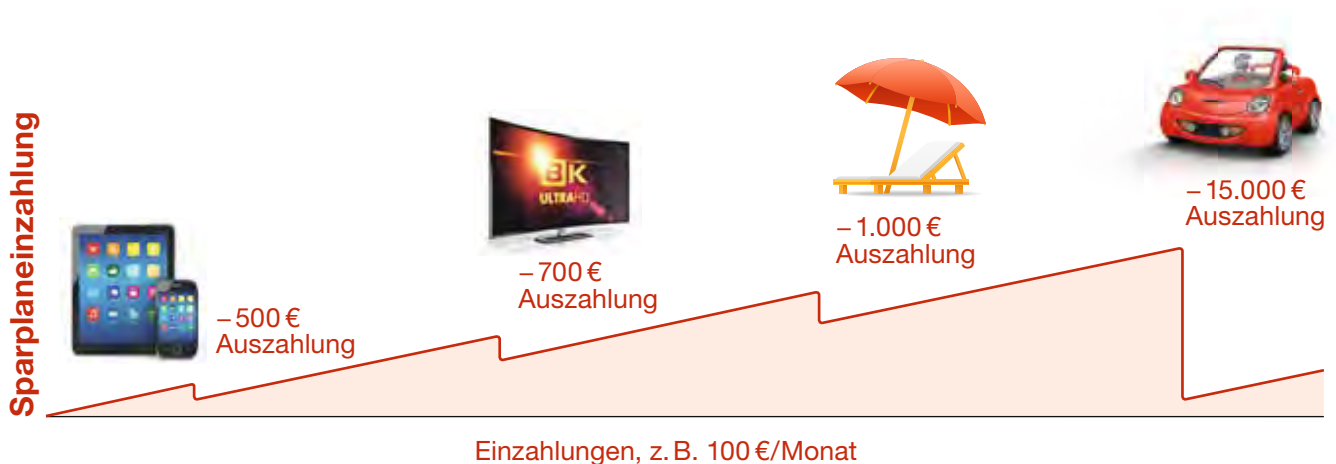 Sparplaneinzahlung
– 500 €
Auszahlung
8K
ULTRAHD
– 700 €
Auszahlung
– 1.000 €
Auszahlung
– 15.000 €
Auszahlung
Einzahlungen, z. B. 100 €/Monat